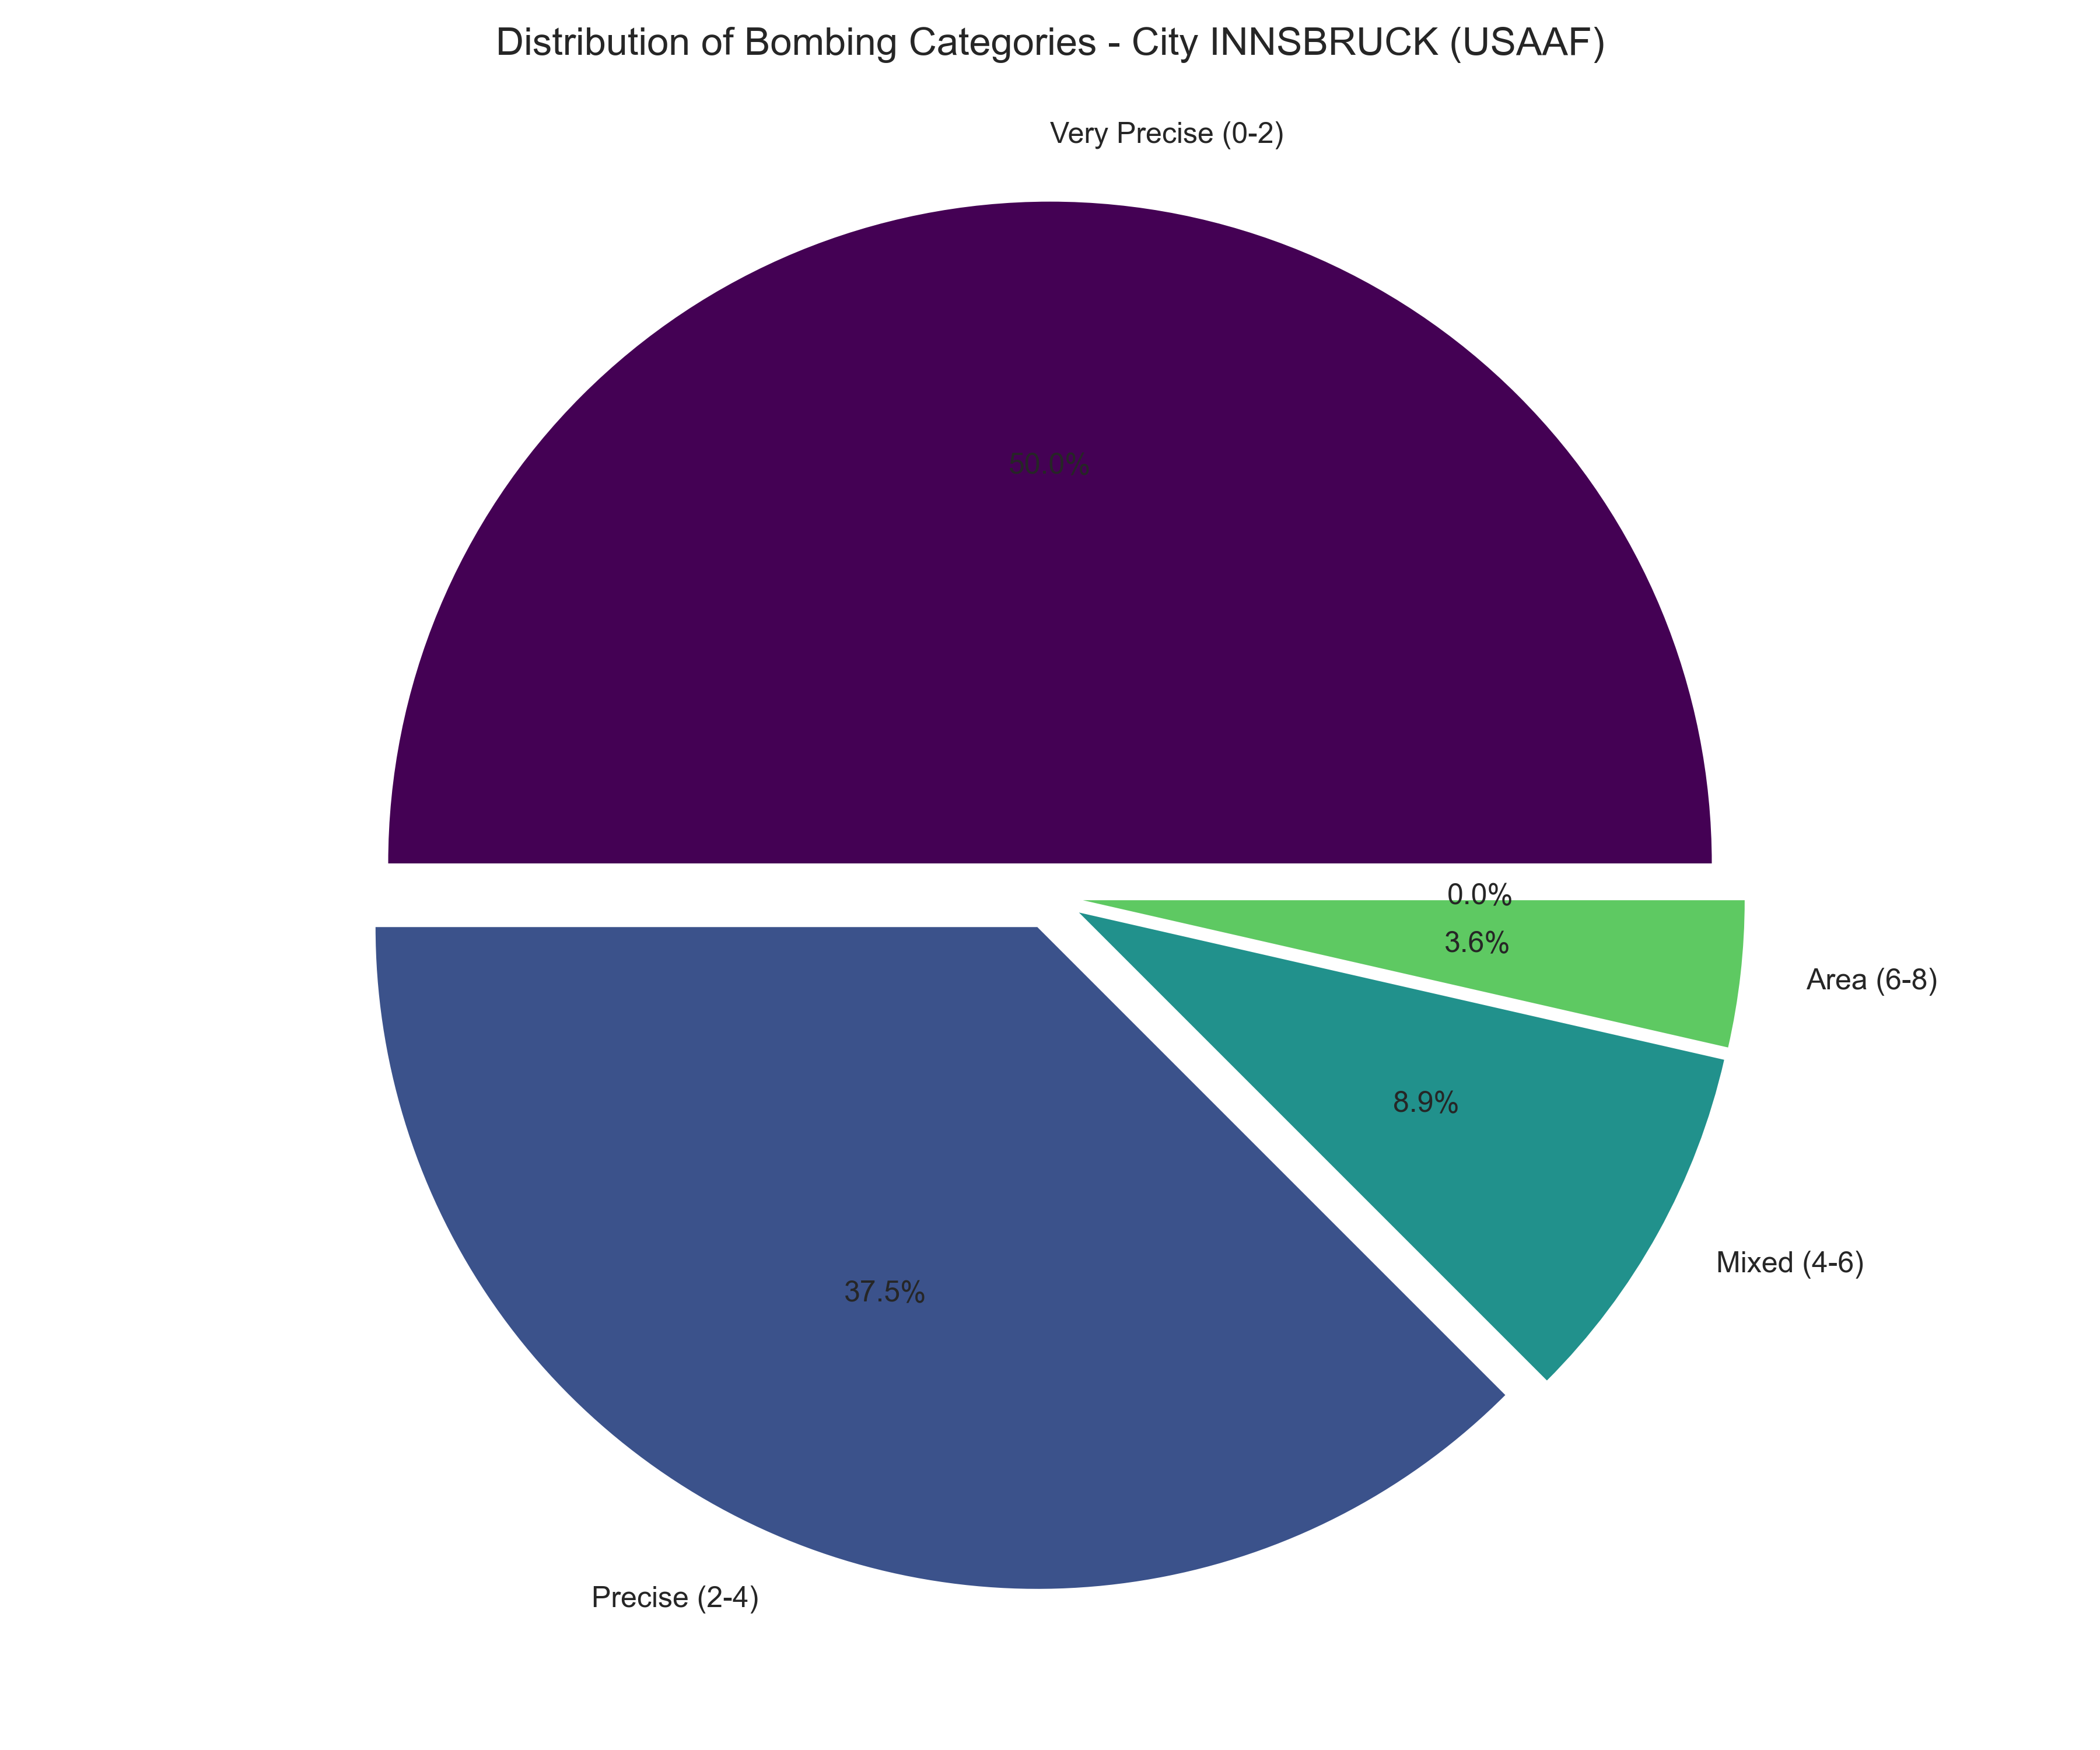 Distribution of Bombing Categories - City INNSBRUCK (USAAF)
Very Precise (0-2)
50.0%
0.0%
3.6%
Area (6-8)
8.9%
Mixed (4-6)
37.5%
Precise (2-4)